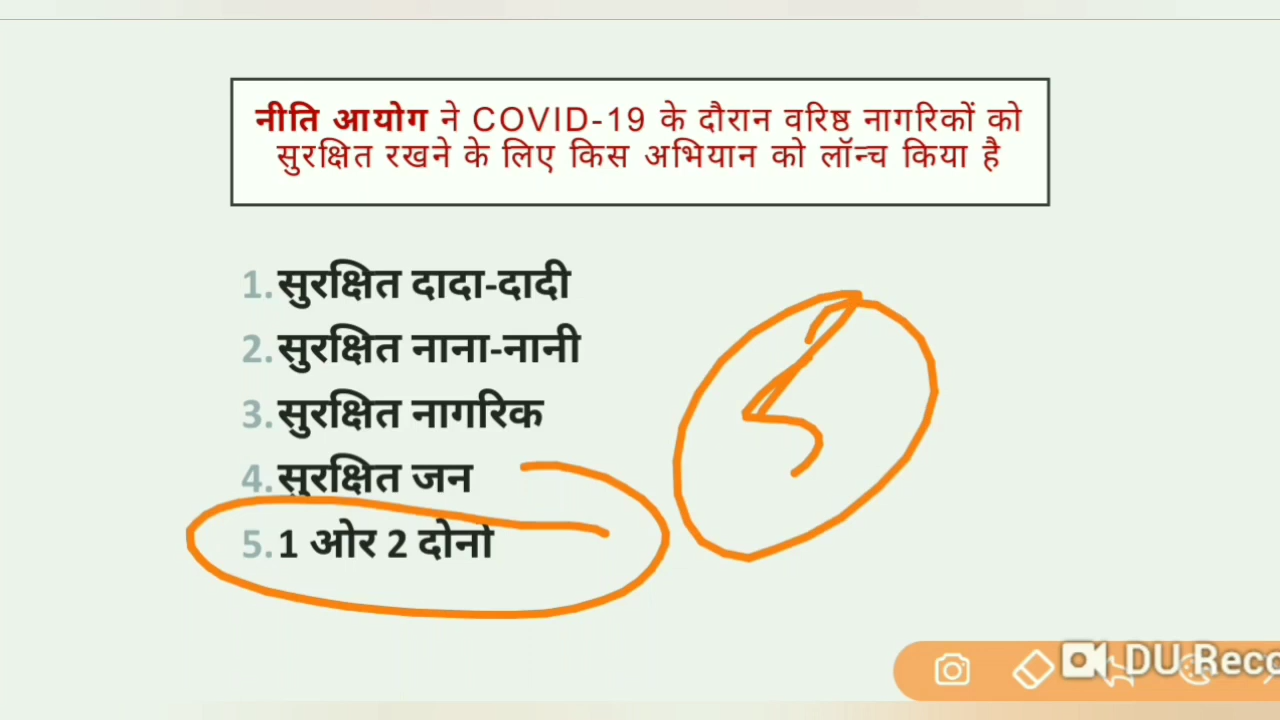 नीति आयोग ने COVID-19 के दौरान वरिष्ठ नागरिकों को
सुरक्षित रखने के लिए किस अभियान को लॉन्च किया है
1. सुरक्षित दादा-दादी
2. सुरक्षित नाना-नानी
3. सुरक्षित नागरिक
4. सुरक्षित जन
5. 1 ओर 2 दोनो
5
DU Reco